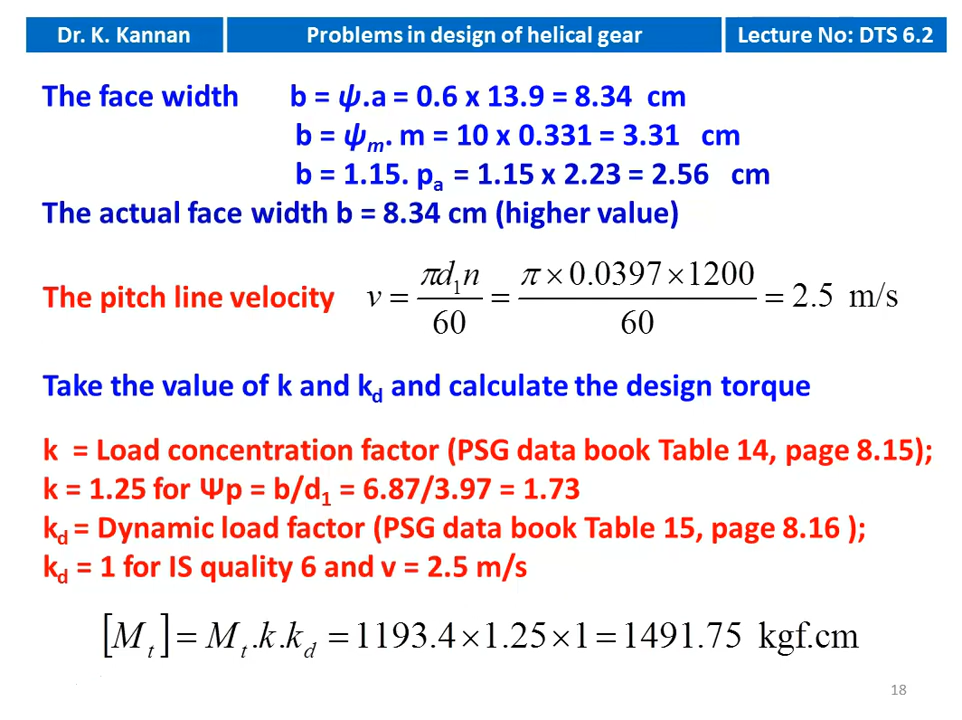 Dr. K. Kannan
Problems in design of helical gear
Lecture No: DTS 6.2
The face width b = ψ.a = 0.6 x 13.9 = 8.34 cm
b = ψm. m = 10 x 0.331 = 3.31 cm
b = 1.15. pa = 1.15 x 2.23 = 2.56 cm
The actual face width b = 8.34 cm (higher value)
The pitch line velocity v = πd1n / 60 = π × 0.0397 × 1200 / 60 = 2.5 m/s
Take the value of k and kd and calculate the design torque
k = Load concentration factor (PSG data book Table 14, page 8.15);
k = 1.25 for Ψp = b/d1 = 6.87/3.97 = 1.73
kd = Dynamic load factor (PSG data book Table 15, page 8.16 );
kd = 1 for IS quality 6 and v = 2.5 m/s
[Mt] = Mt.k.kd = 1193.4 × 1.25 × 1 = 1491.75 kgf.cm
18